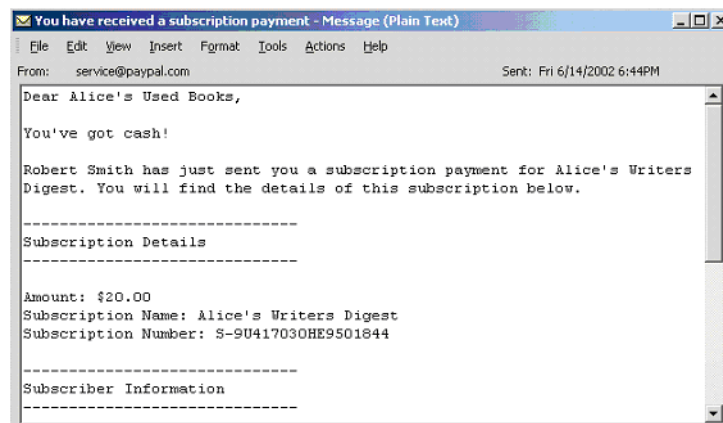 You have received a subscription payment - Message (Plain Text)
File Edit View Insert Format Tools Actions Help
From: service@paypal.com Sent: Fri 6/14/2002 6:44PM
Dear Alice's Used Books,
You've got cash!
Robert Smith has just sent you a subscription payment for Alice's Writers
Digest. You will find the details of this subscription below.
------------------------------
Subscription Details
------------------------------
Amount: $20.00
Subscription Name: Alice's Writers Digest
Subscription Number: S-9U417030HE9501844
------------------------------
Subscriber Information
------------------------------